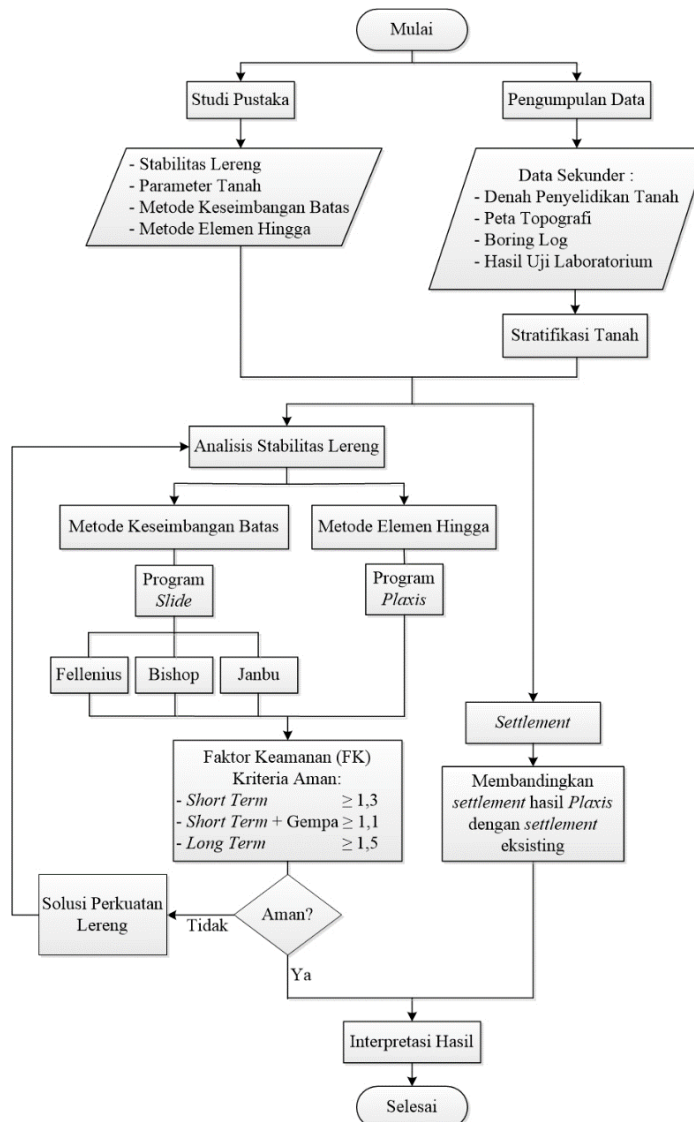 Mulai
Studi Pustaka
Pengumpulan Data
- Stabilitas Lereng
- Parameter Tanah
- Metode Keseimbangan Batas
- Metode Elemen Hingga
Data Sekunder :
- Denah Penyelidikan Tanah
- Peta Topografi
- Boring Log
- Hasil Uji Laboratorium
Stratifikasi Tanah
Analisis Stabilitas Lereng
Metode Keseimbangan Batas
Metode Elemen Hingga
Program
Slide
Program
Plaxis
Fellenius
Bishop
Janbu
Faktor Keamanan (FK)
Kriteria Aman:
- Short Term ≥ 1,3
- Short Term + Gempa ≥ 1,1
- Long Term ≥ 1,5
Settlement
Membandingkan
settlement hasil Plaxis
dengan settlement
eksisting
Solusi Perkuatan
Lereng
Tidak
Aman?
Ya
Interpretasi Hasil
Selesai